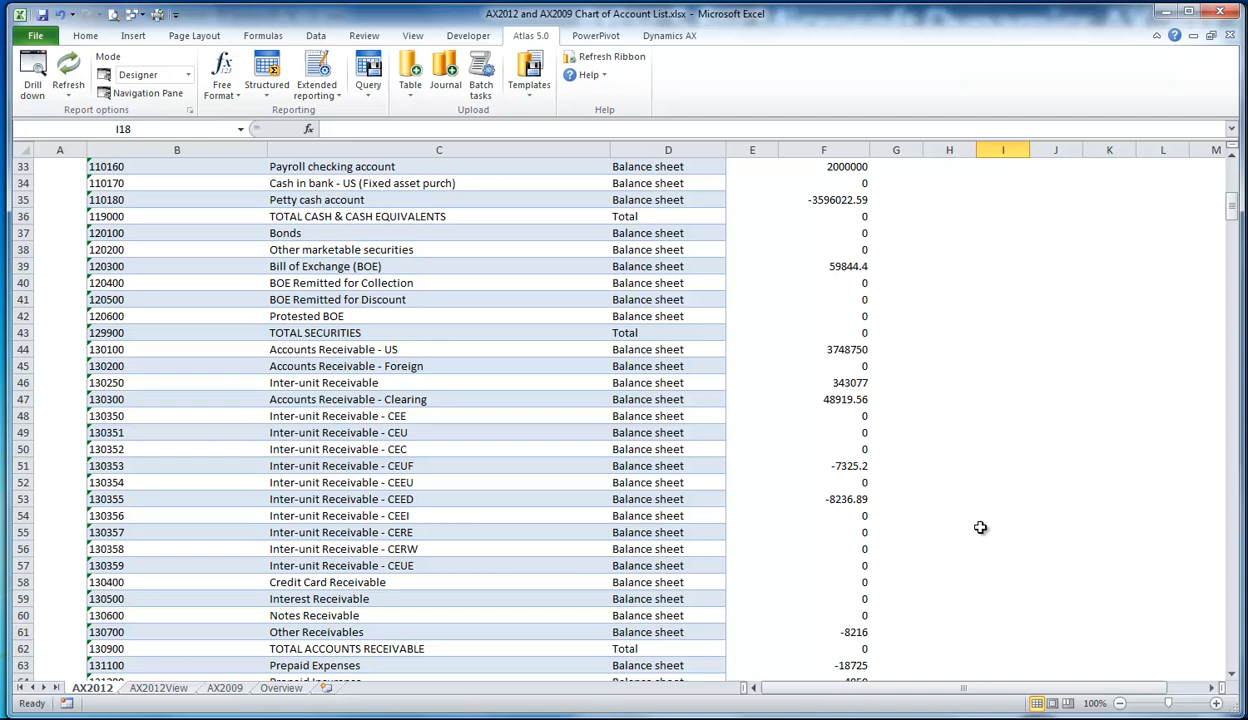 AX2012 and AX2009 Chart of Account List.xlsx - Microsoft Excel
File Home Insert Page Layout Formulas Data Review View Developer Atlas 5.0 PowerPivot Dynamics AX
Drill down
Refresh
Mode
Designer
Navigation Pane
Report options
Free Format
Structured
Extended reporting
Reporting
Query
Table
Journal
Batch tasks
Upload
Templates
Refresh Ribbon
Help
Help
I18 fx
A B C D E F G H I J K L M
33 110160 Payroll checking account Balance sheet 2000000
34 110170 Cash in bank - US (Fixed asset purch) Balance sheet 0
35 110180 Petty cash account Balance sheet -3596022.59
36 119000 TOTAL CASH & CASH EQUIVALENTS Total 0
37 120100 Bonds Balance sheet 0
38 120200 Other marketable securities Balance sheet 0
39 120300 Bill of Exchange (BOE) Balance sheet 59844.4
40 120400 BOE Remitted for Collection Balance sheet 0
41 120500 BOE Remitted for Discount Balance sheet 0
42 120600 Protested BOE Balance sheet 0
43 129900 TOTAL SECURITIES Total 0
44 130100 Accounts Receivable - US Balance sheet 3748750
45 130200 Accounts Receivable - Foreign Balance sheet 0
46 130250 Inter-unit Receivable Balance sheet 343077
47 130300 Accounts Receivable - Clearing Balance sheet 48919.56
48 130350 Inter-unit Receivable - CEE Balance sheet 0
49 130351 Inter-unit Receivable - CEU Balance sheet 0
50 130352 Inter-unit Receivable - CEC Balance sheet 0
51 130353 Inter-unit Receivable - CEUF Balance sheet -7325.2
52 130354 Inter-unit Receivable - CEEU Balance sheet 0
53 130355 Inter-unit Receivable - CEED Balance sheet -8236.89
54 130356 Inter-unit Receivable - CEEI Balance sheet 0
55 130357 Inter-unit Receivable - CERE Balance sheet 0
56 130358 Inter-unit Receivable - CERW Balance sheet 0
57 130359 Inter-unit Receivable - CEUE Balance sheet 0
58 130400 Credit Card Receivable Balance sheet 0
59 130500 Interest Receivable Balance sheet 0
60 130600 Notes Receivable Balance sheet 0
61 130700 Other Receivables Balance sheet -8216
62 130900 TOTAL ACCOUNTS RECEIVABLE Total 0
63 131100 Prepaid Expenses Balance sheet -18725
AX2012 AX2012View AX2009 Overview
Ready 100%